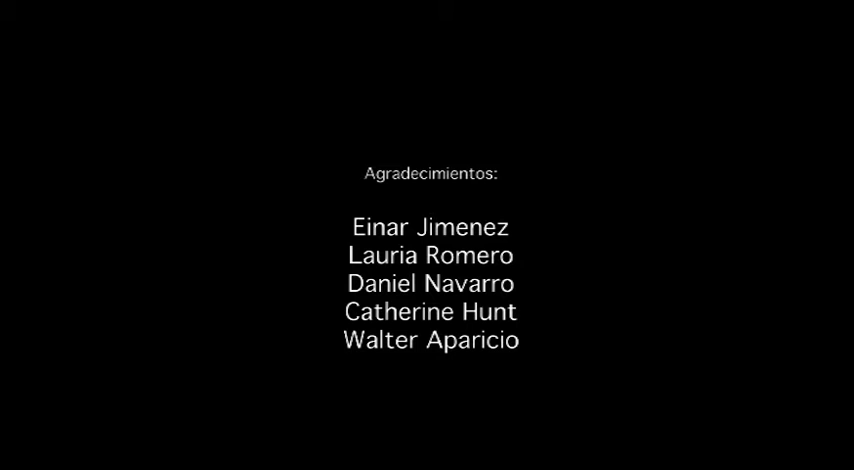 Agradecimientos:
Einar Jimenez
Lauria Romero
Daniel Navarro
Catherine Hunt
Walter Aparicio